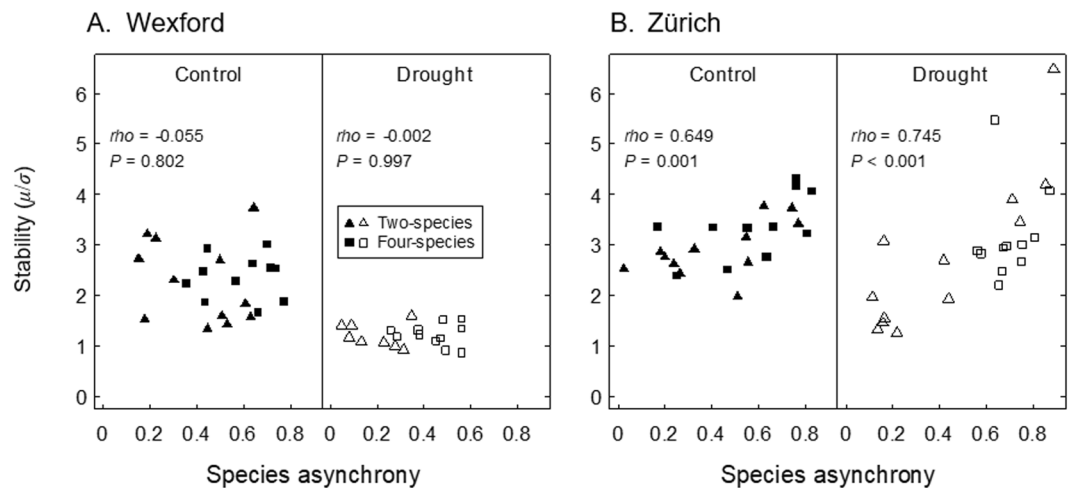 A. Wexford
B. Zürich
Control
Drought
Control
Drought
rho = -0.055
P = 0.802
rho = -0.002
P = 0.997
rho = 0.649
P = 0.001
rho = 0.745
P < 0.001
Two-species
Four-species
Stability (μ/σ)
6
5
4
3
2
1
0
6
5
4
3
2
1
0
0 0.2 0.4 0.6 0.8 0 0.2 0.4 0.6 0.8
0 0.2 0.4 0.6 0.8 0 0.2 0.4 0.6 0.8
Species asynchrony
Species asynchrony